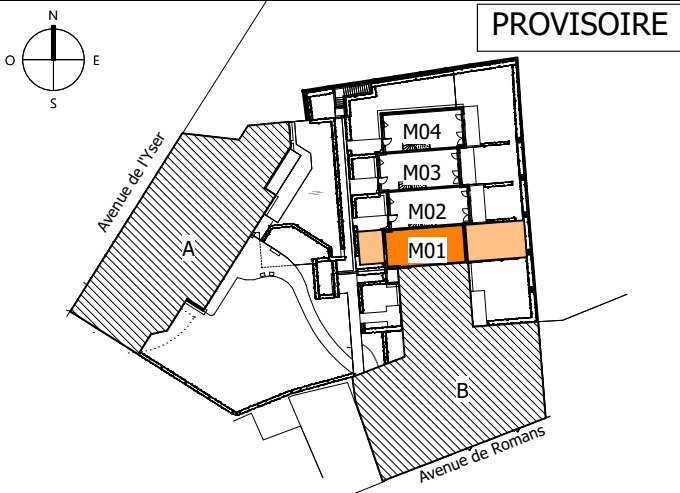 PROVISOIRE
N
O
E
S
Avenue de l'Yser
M04
M03
M02
M01
A
B
Avenue de Romans